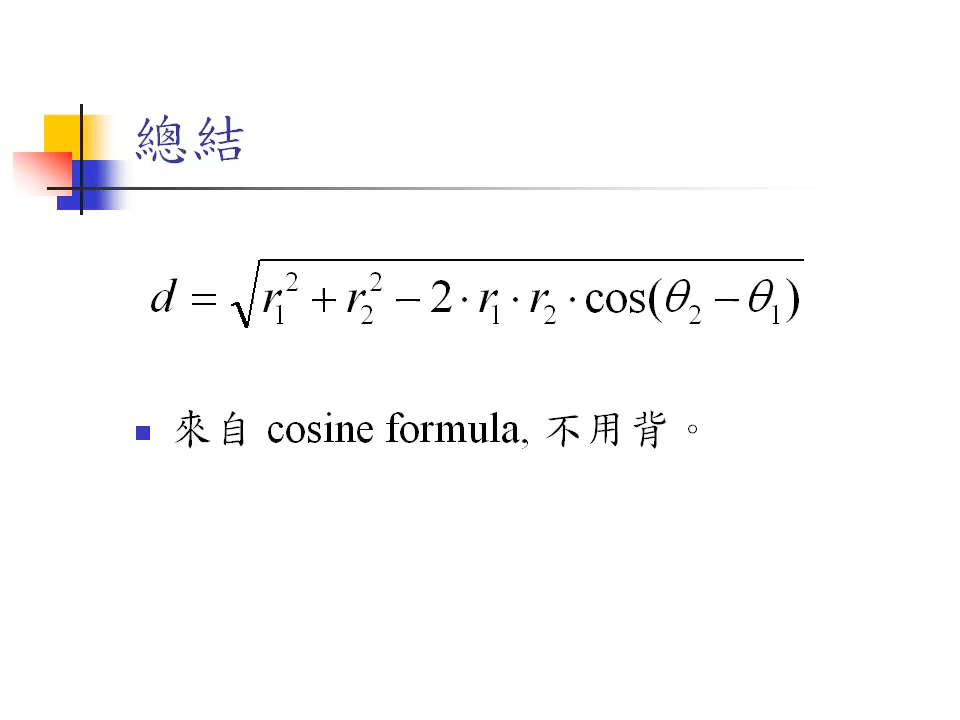 總結
d = √(r₁² + r₂² − 2·r₁·r₂·cos(θ₂ − θ₁))
來自 cosine formula, 不用背。